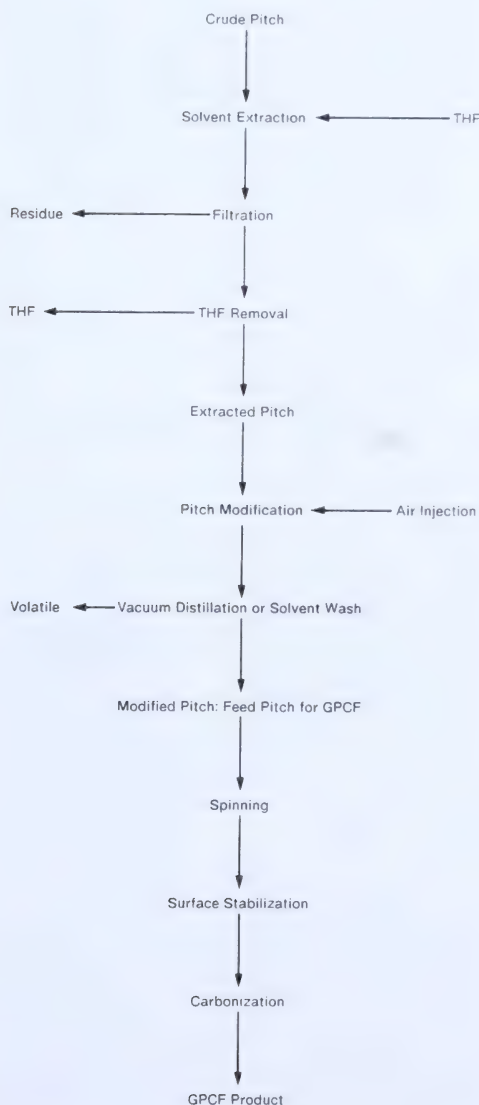 Crude Pitch
Solvent Extraction THF
Residue Filtration
THF THF Removal
Extracted Pitch
Pitch Modification Air Injection
Volatile Vacuum Distillation or Solvent Wash
Modified Pitch: Feed Pitch for GPCF
Spinning
Surface Stabilization
Carbonization
GPCF Product